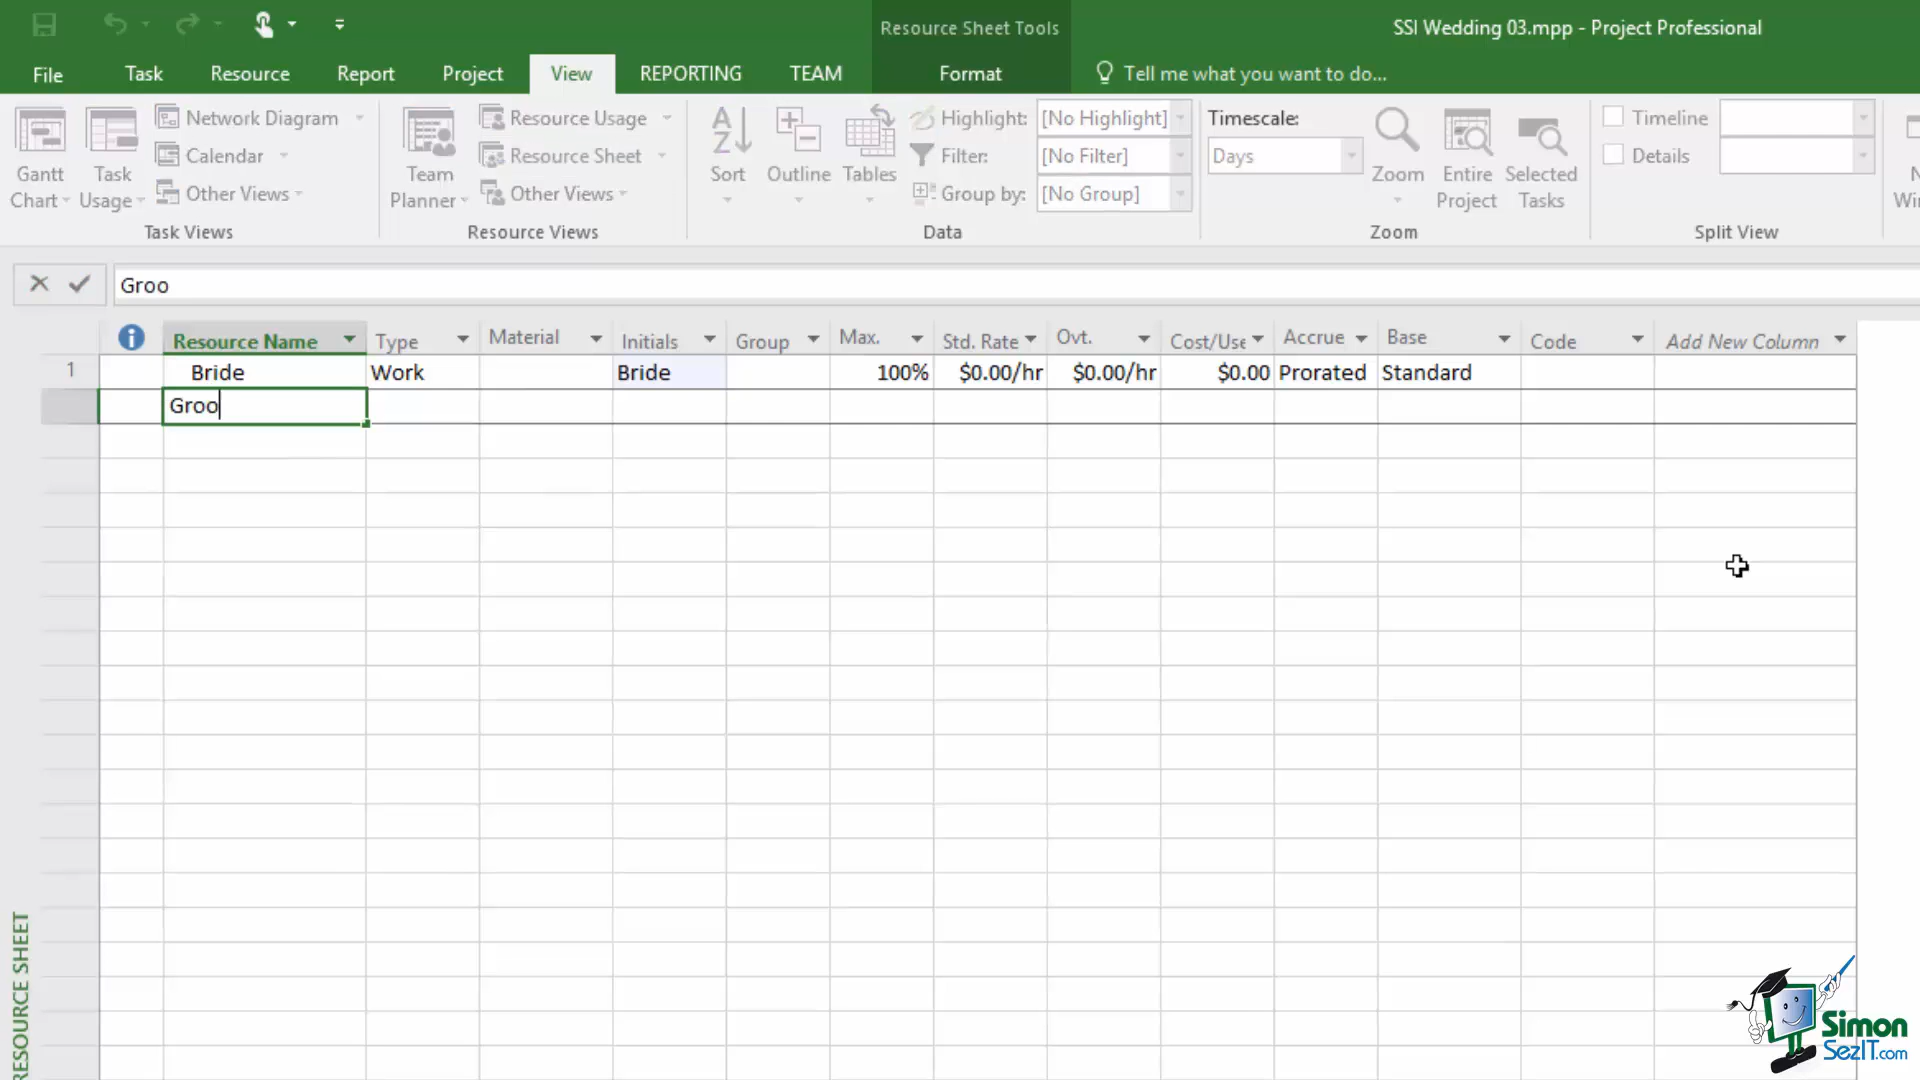 Resource Sheet Tools
SSI Wedding 03.mpp - Project Professional
File Task Resource Report Project View REPORTING TEAM Format Tell me what you want to do...
Gantt Chart
Task Usage
Network Diagram
Calendar
Other Views
Task Views
Team Planner
Resource Usage
Resource Sheet
Other Views
Resource Views
A Z
Sort
Outline
Tables
Highlight: [No Highlight]
Filter: [No Filter]
Group by: [No Group]
Data
Timescale:
Days
Zoom
Entire Project
Selected Tasks
Zoom
Timeline
Details
Split View
Groo
Resource Name Type Material Initials Group Max. Std. Rate Ovt. Cost/Use Accrue Base Code Add New Column
1 Bride Work Bride 100% $0.00/hr $0.00/hr $0.00 Prorated Standard
Groo
RESOURCE SHEET
Simon
SezIT.com